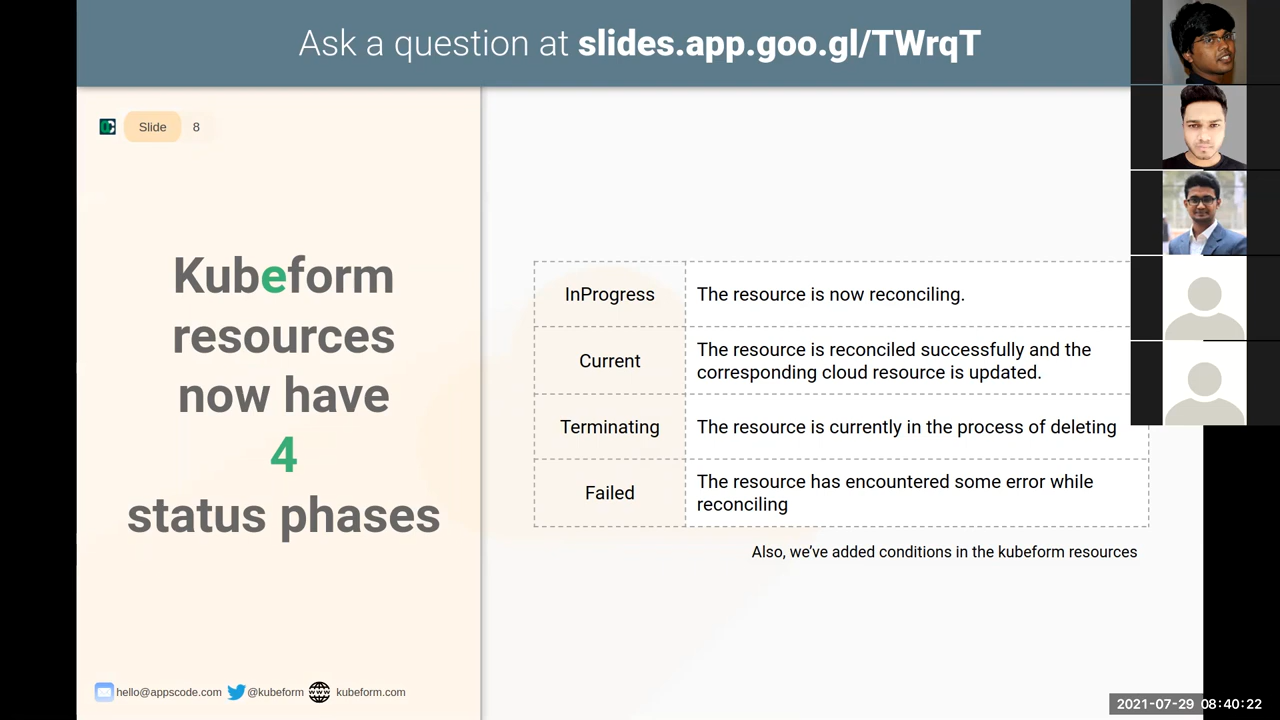 Ask a question at slides.app.goo.gl/TWrqT
Slide 8
Kubeform
resources
now have
4
status phases
InProgress
The resource is now reconciling.
Current
The resource is reconciled successfully and the
corresponding cloud resource is updated.
Terminating
The resource is currently in the process of deleting
Failed
The resource has encountered some error while
reconciling
Also, we've added conditions in the kubeform resources
hello@appscode.com @kubeform kubeform.com
2021-07-29 08:40:22